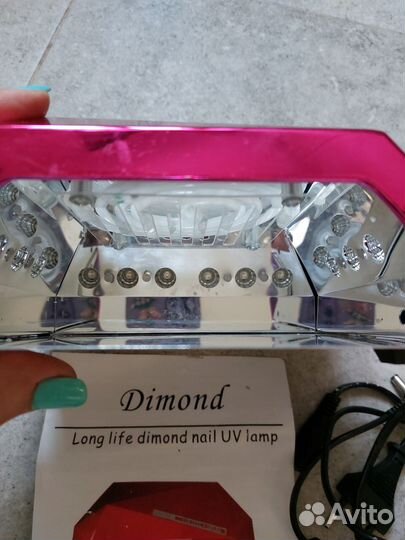 Dimond
Long life dimond nail UV lamp
Avito